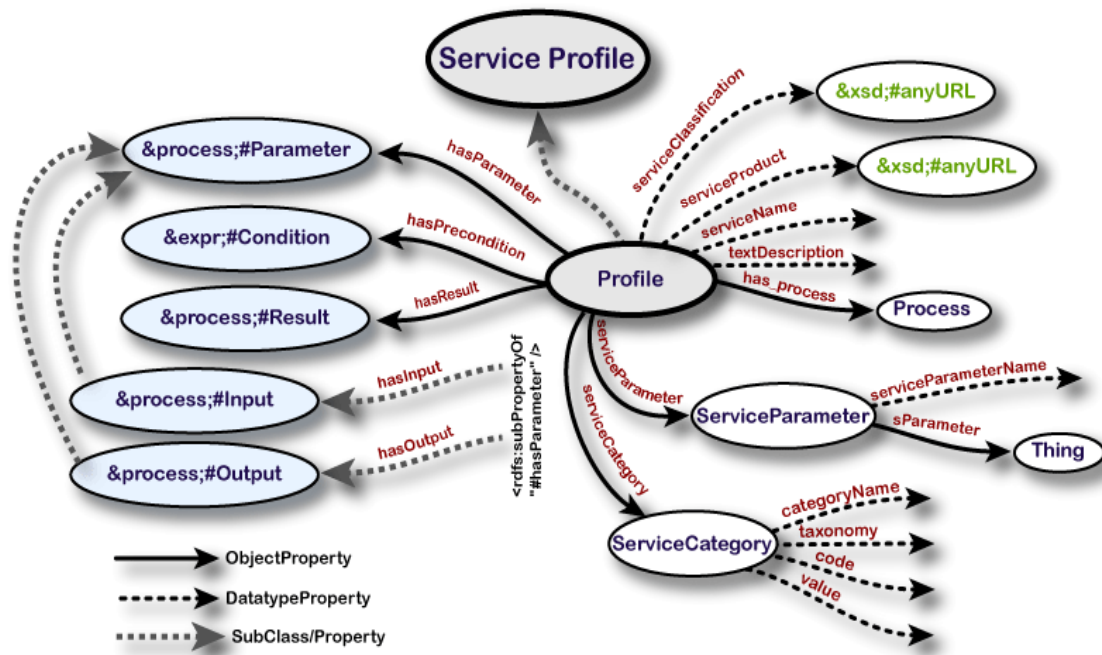 Service Profile
&xsd;#anyURL
serviceClassification
&process;#Parameter
hasParameter
serviceProduct
&xsd;#anyURL
serviceName
&expr;#Condition
hasPrecondition
textDescription
Profile
has_process
hasResult
Process
&process;#Result
<rdfs:subPropertyOf
"#hasParameter" />
serviceParameter
serviceCategory
hasInput
&process;#Input
ServiceParameter
serviceParameterName
sParameter
Thing
hasOutput
&process;#Output
ServiceCategory
categoryName
taxonomy
code
value
ObjectProperty
DatatypeProperty
SubClass/Property